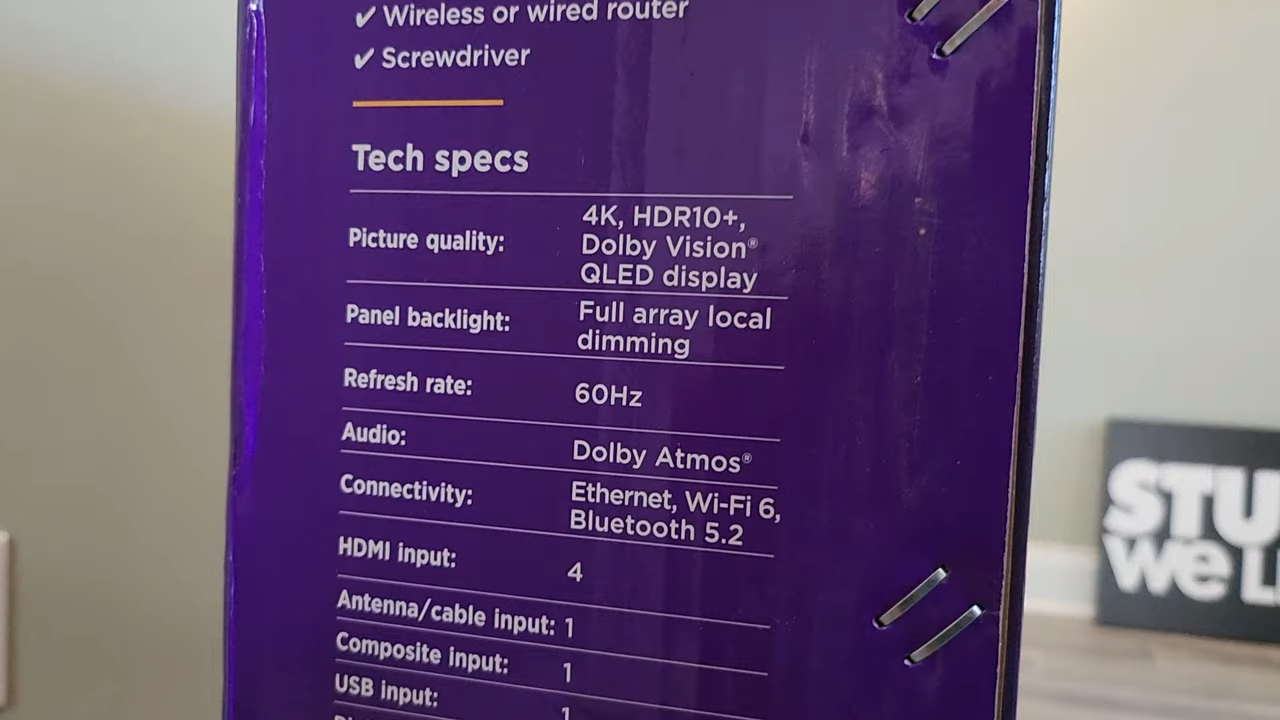 ✔ Wireless or wired router
✔ Screwdriver
Tech specs
Picture quality: 4K, HDR10+,
Dolby Vision®
QLED display
Panel backlight: Full array local
dimming
Refresh rate: 60Hz
Audio: Dolby Atmos®
Connectivity: Ethernet, Wi-Fi 6,
Bluetooth 5.2
HDMI input: 4
Antenna/cable input: 1
Composite input: 1
USB input: 1
STU
we L